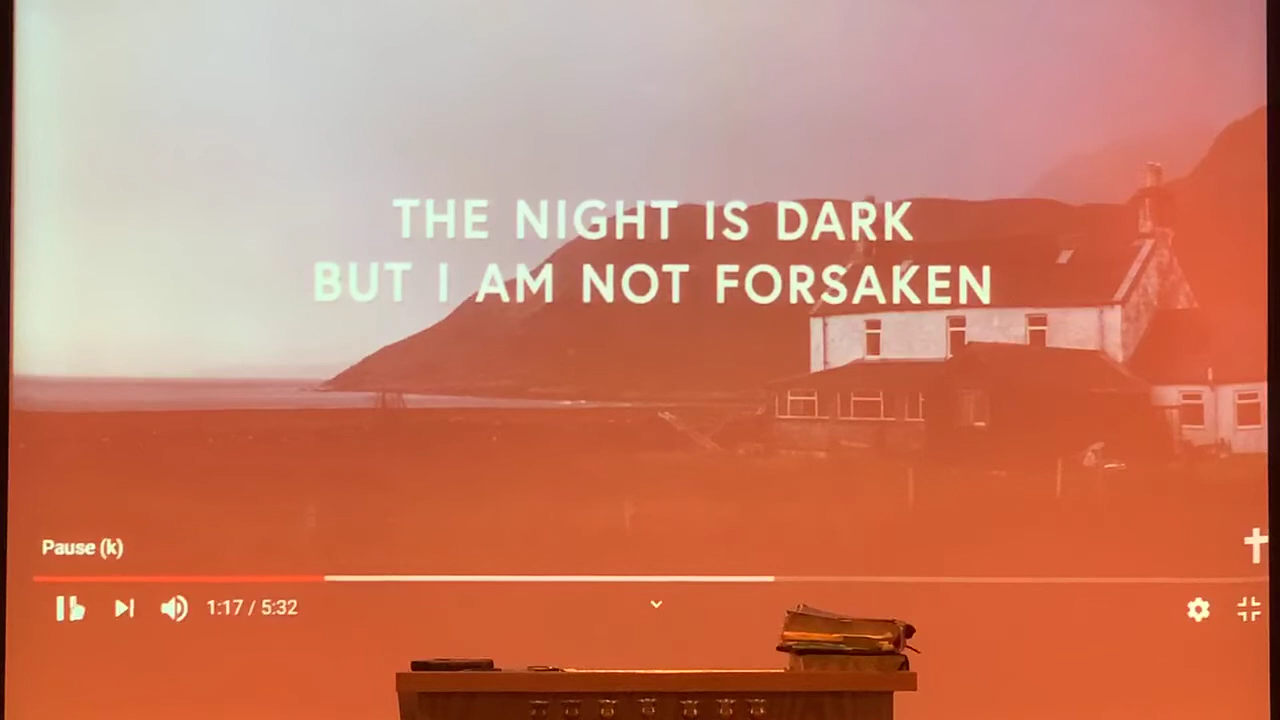 THE NIGHT IS DARK
BUT I AM NOT FORSAKEN
Pause (k)
1:17 / 5:32